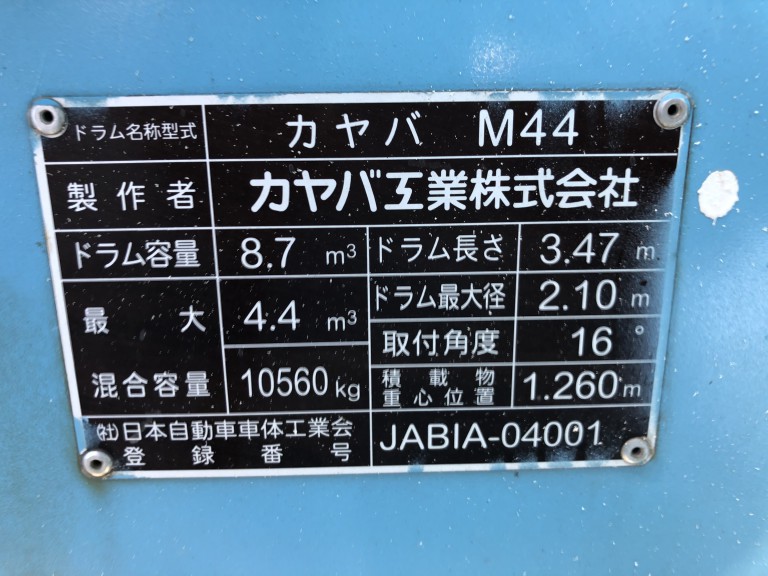 ドラム名称型式 カヤバ M44
製作者 カヤバ工業株式会社
ドラム容量 8.7 m³ ドラム長さ 3.47 m
最大 4.4 m³ ドラム最大径 2.10 m
取付角度 16°
混合容量 10560kg 積載物重心位置 1.260m
(社)日本自動車車体工業会 JABIA-04001
登録番号